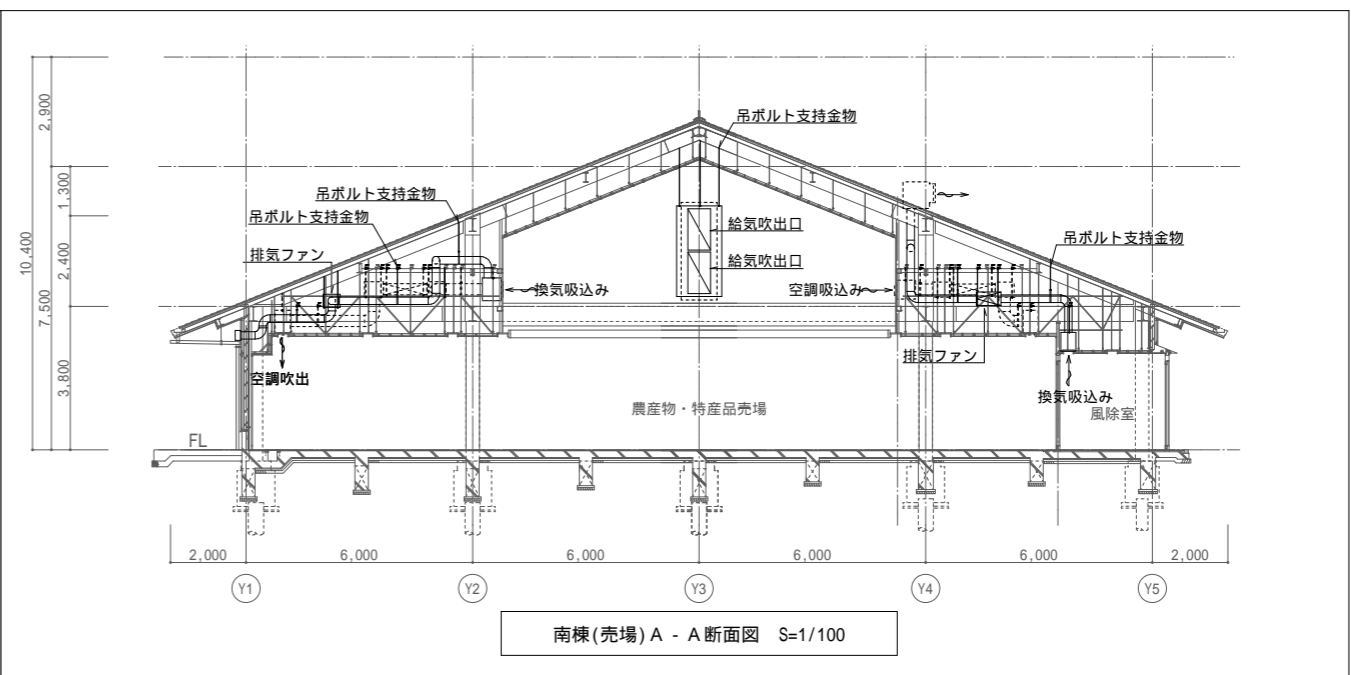 2,900
1,300
2,400
10,400
7,500
3,800
吊ボルト支持金物
吊ボルト支持金物
吊ボルト支持金物
排気ファン
給気吹出口
給気吹出口
吊ボルト支持金物
換気吸込み
空調吸込み
排気ファン
空調吹出
換気吸込み
農産物・特産品売場
風除室
FL
2,000
6,000
6,000
6,000
6,000
2,000
Y1
Y2
Y3
Y4
Y5
南棟(売場) A - A 断面図 S=1/100